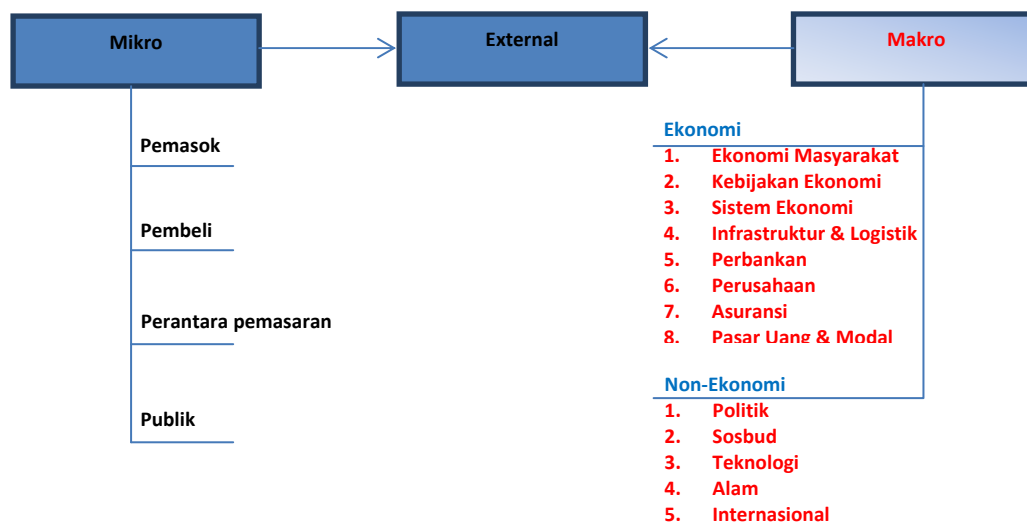 Mikro
External
Makro
Pemasok
Pembeli
Perantara pemasaran
Publik
Ekonomi
1. Ekonomi Masyarakat
2. Kebijakan Ekonomi
3. Sistem Ekonomi
4. Infrastruktur & Logistik
5. Perbankan
6. Perusahaan
7. Asuransi
8. Pasar Uang & Modal
Non-Ekonomi
1. Politik
2. Sosbud
3. Teknologi
4. Alam
5. Internasional